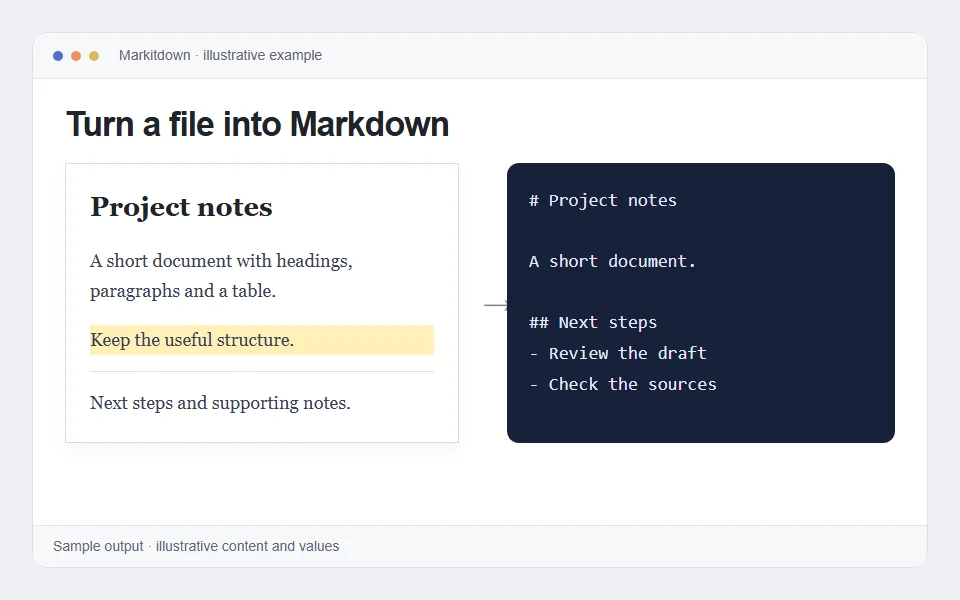 Markitdown · illustrative example
Turn a file into Markdown
Project notes
A short document with headings,
paragraphs and a table.
Keep the useful structure.
Next steps and supporting notes.
# Project notes
A short document.
## Next steps
- Review the draft
- Check the sources
Sample output · illustrative content and values